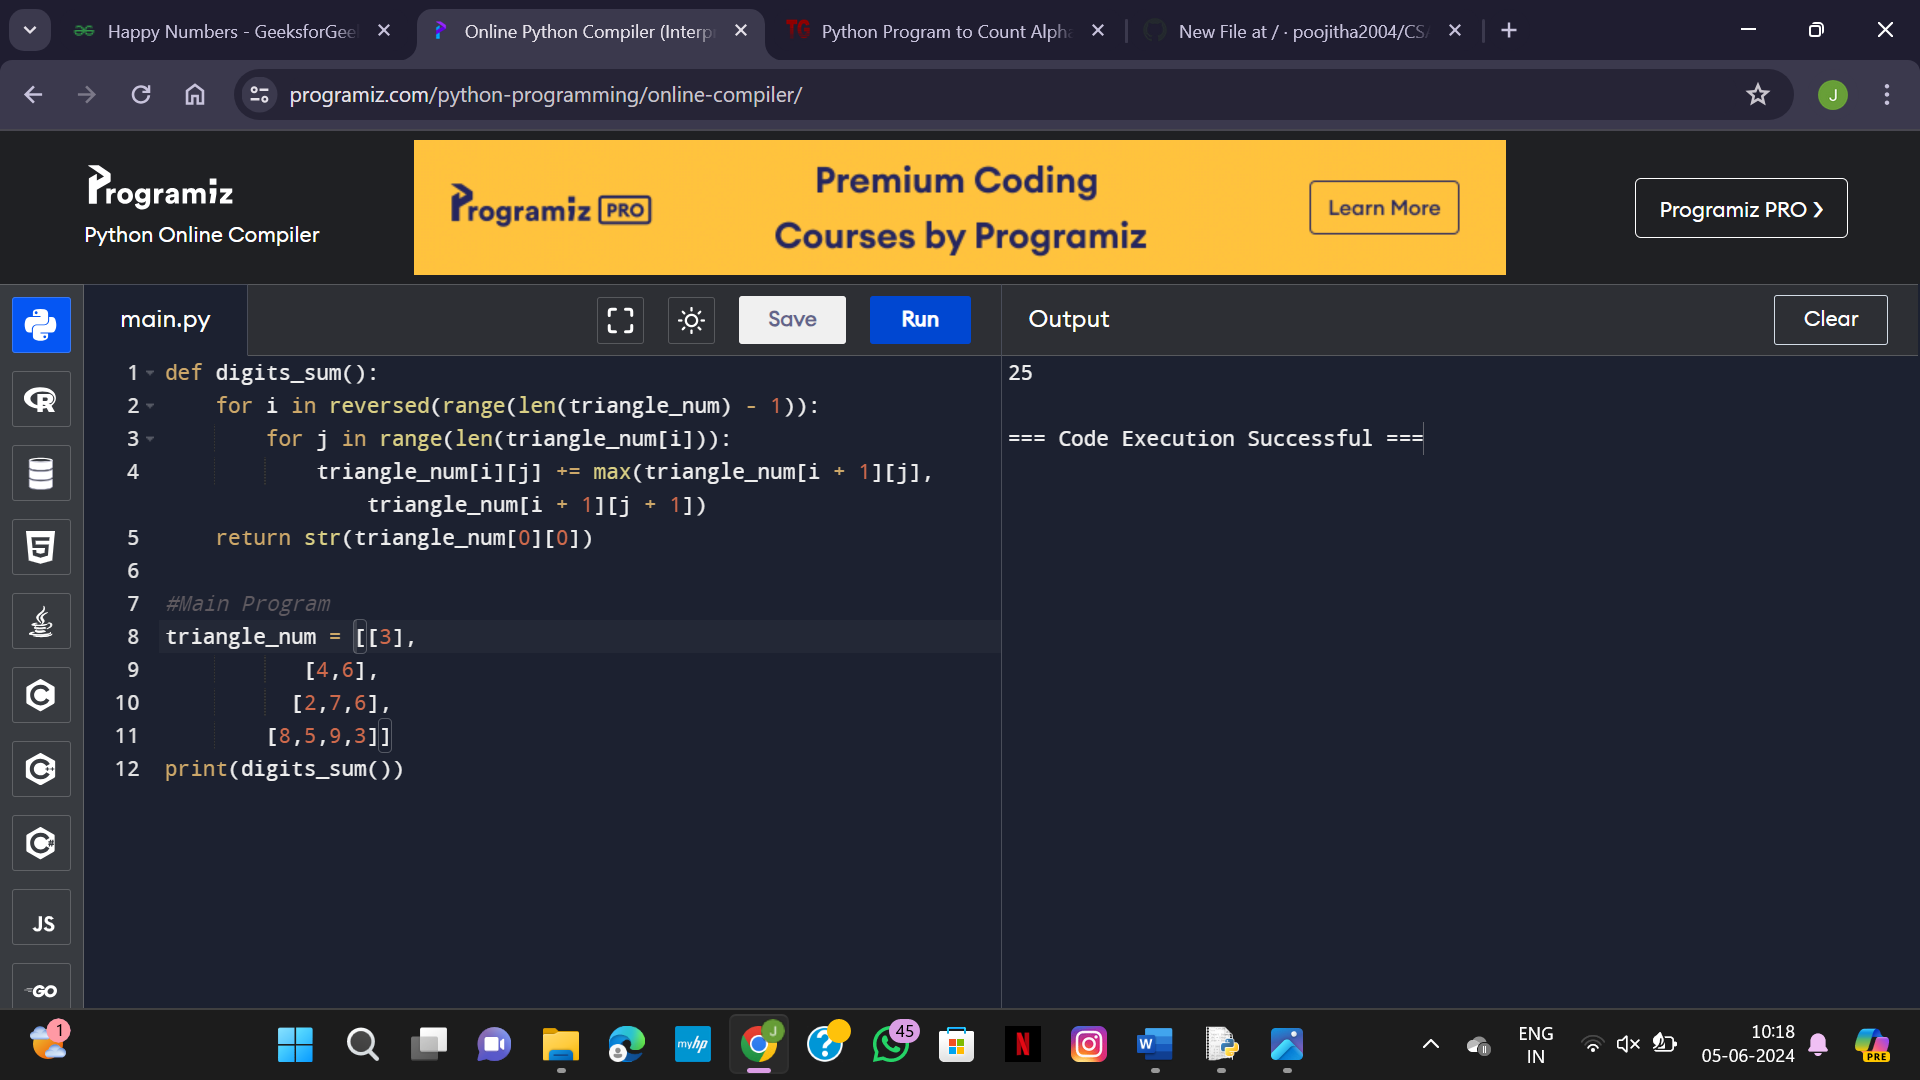 Happy Numbers - GeeksforGee
Online Python Compiler (Interp
TG
Python Program to Count Alpha
New File at / · poojitha2004/CSA
programiz.com/python-programming/online-compiler/
J
Programiz
Python Online Compiler
Programiz PRO
Premium Coding
Courses by Programiz
Learn More
Programiz PRO ❯
main.py
Save
Run
Output
Clear
1 def digits_sum():
2 for i in reversed(range(len(triangle_num) - 1)):
3 for j in range(len(triangle_num[i])):
4 triangle_num[i][j] += max(triangle_num[i + 1][j],
triangle_num[i + 1][j + 1])
5 return str(triangle_num[0][0])
6
7 #Main Program
8 triangle_num = [[3],
9 [4,6],
10 [2,7,6],
11 [8,5,9,3]]
12 print(digits_sum())
25
=== Code Execution Successful ===
R
5
C
C++
C#
JS
GO
1
myhp
J
?
45
N
W
ENG
IN
10:18
05-06-2024
PRE